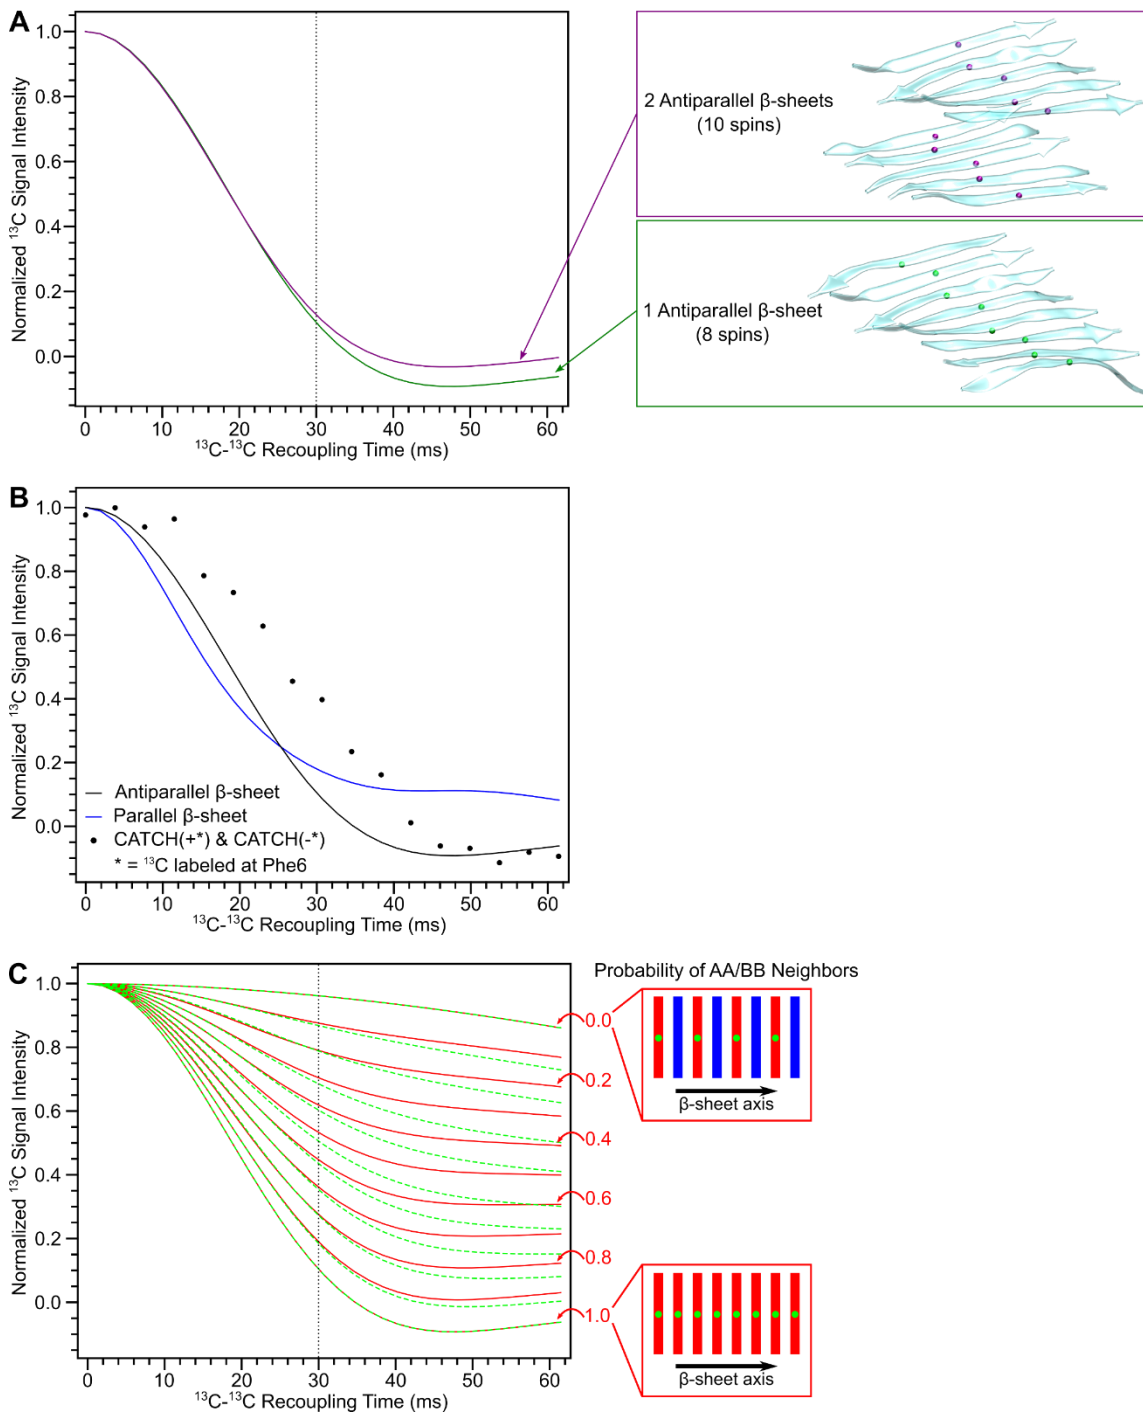 A
Normalized ¹³C Signal Intensity
1.0
0.8
0.6
0.4
0.2
0.0
0 10 20 30 40 50 60
¹³C-¹³C Recoupling Time (ms)
2 Antiparallel β-sheets
(10 spins)
1 Antiparallel β-sheet
(8 spins)
B
Normalized ¹³C Signal Intensity
1.0
0.8
0.6
0.4
0.2
0.0
Antiparallel β-sheet
Parallel β-sheet
CATCH(+*) & CATCH(-*)
* = ¹³C labeled at Phe6
0 10 20 30 40 50 60
¹³C-¹³C Recoupling Time (ms)
C
Normalized ¹³C Signal Intensity
1.0
0.8
0.6
0.4
0.2
0.0
0 10 20 30 40 50 60
¹³C-¹³C Recoupling Time (ms)
Probability of AA/BB Neighbors
0.0
0.2
0.4
0.6
0.8
1.0
β-sheet axis
β-sheet axis